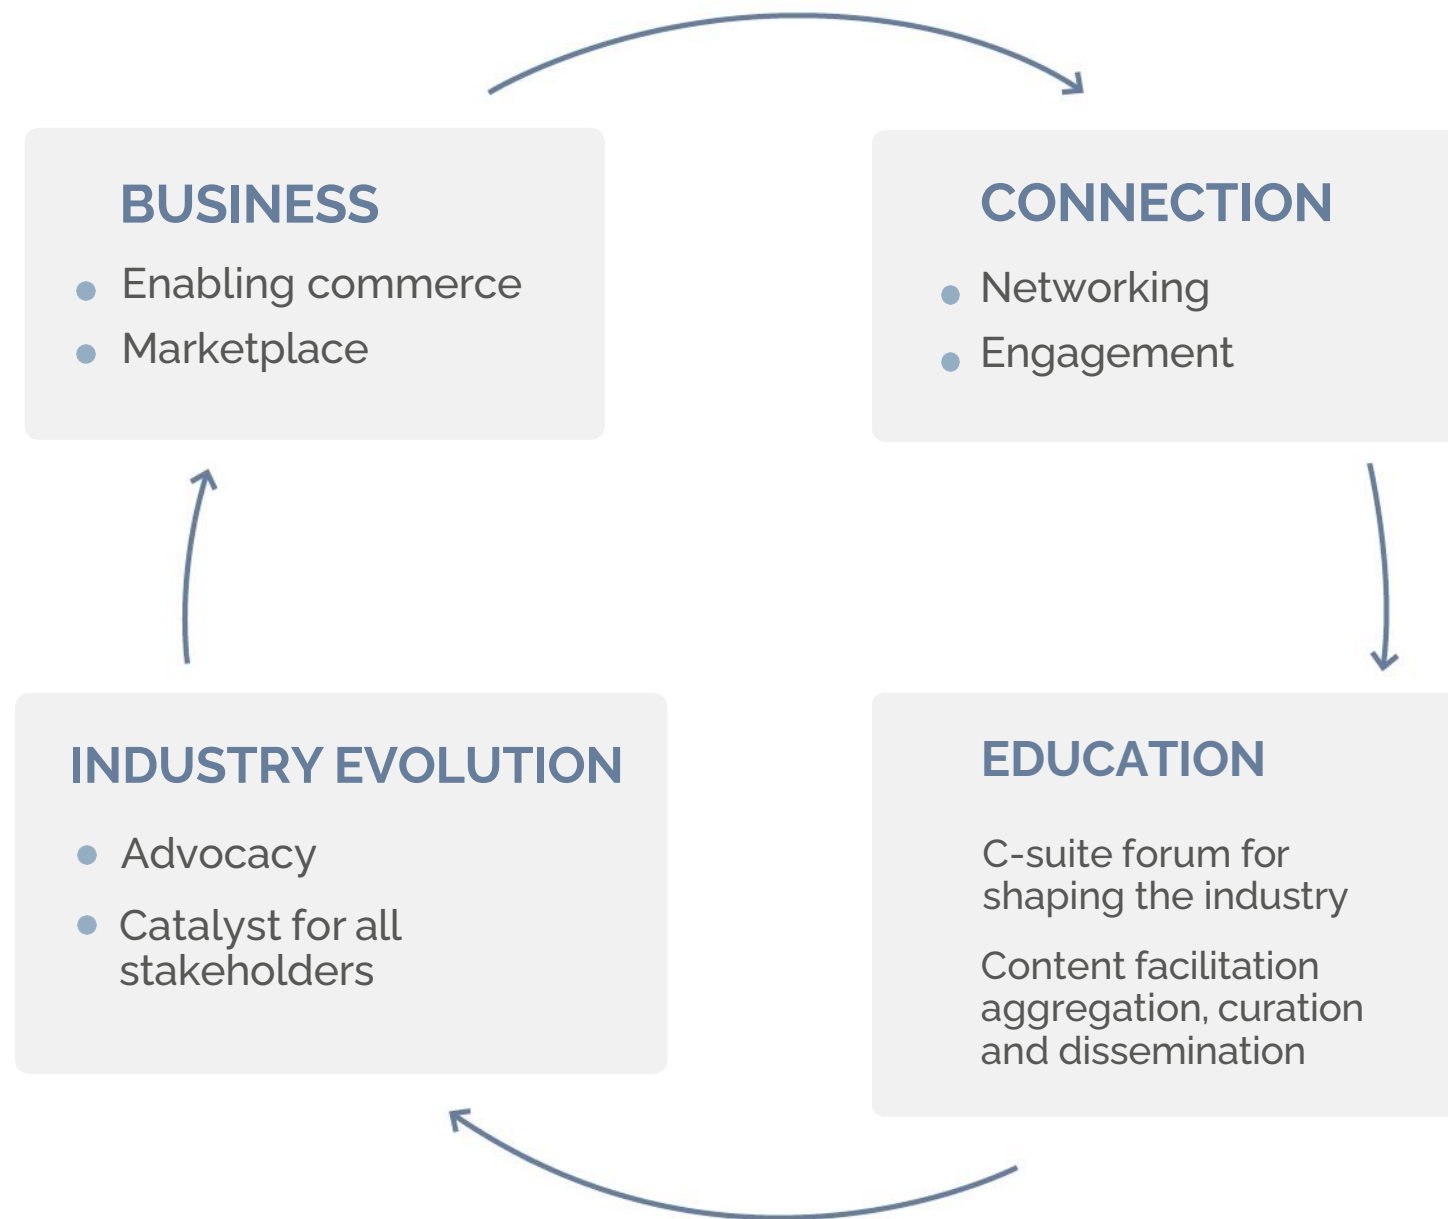 BUSINESS
Enabling commerce
Marketplace
CONNECTION
Networking
Engagement
INDUSTRY EVOLUTION
Advocacy
Catalyst for all
stakeholders
EDUCATION
C-suite forum for
shaping the industry
Content facilitation
aggregation, curation
and dissemination